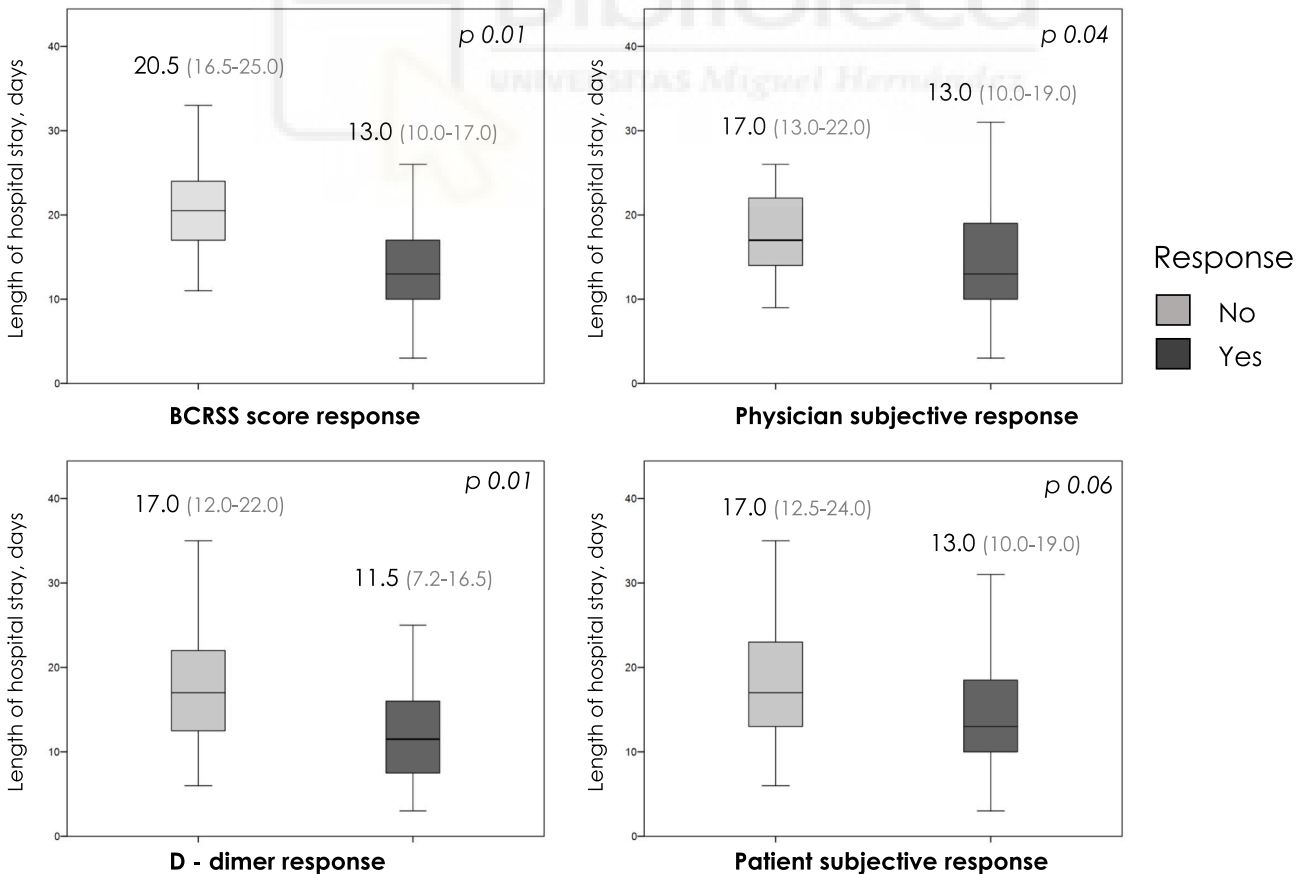 Biblioteca
UNIVERSITAS Miguel Hernández
p 0.01
20.5 (16.5-25.0)
13.0 (10.0-17.0)
Length of hospital stay, days
40
30
20
10
0
BCRSS score response
p 0.04
13.0 (10.0-19.0)
17.0 (13.0-22.0)
Length of hospital stay, days
40
30
20
10
0
Physician subjective response
Response
No
Yes
p 0.01
17.0 (12.0-22.0)
11.5 (7.2-16.5)
Length of hospital stay, days
40
30
20
10
0
D - dimer response
p 0.06
17.0 (12.5-24.0)
13.0 (10.0-19.0)
Length of hospital stay, days
40
30
20
10
0
Patient subjective response